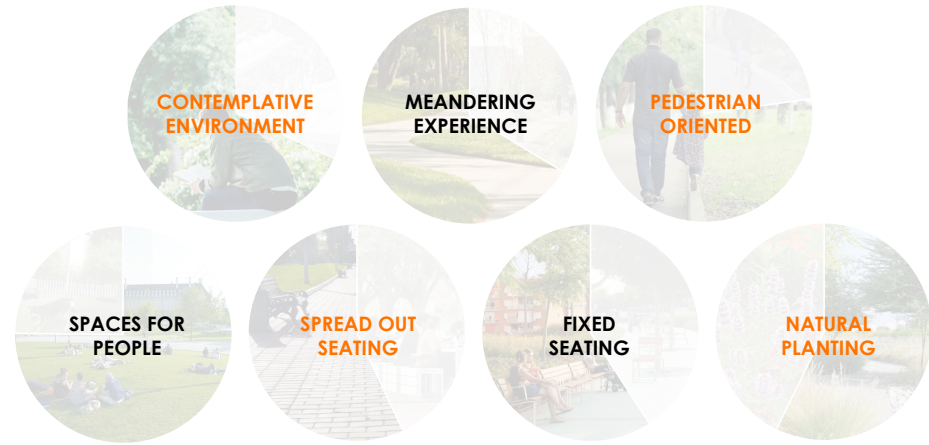 CONTEMPLATIVE
ENVIRONMENT
MEANDERING
EXPERIENCE
PEDESTRIAN
ORIENTED
SPACES FOR
PEOPLE
SPREAD OUT
SEATING
FIXED
SEATING
NATURAL
PLANTING